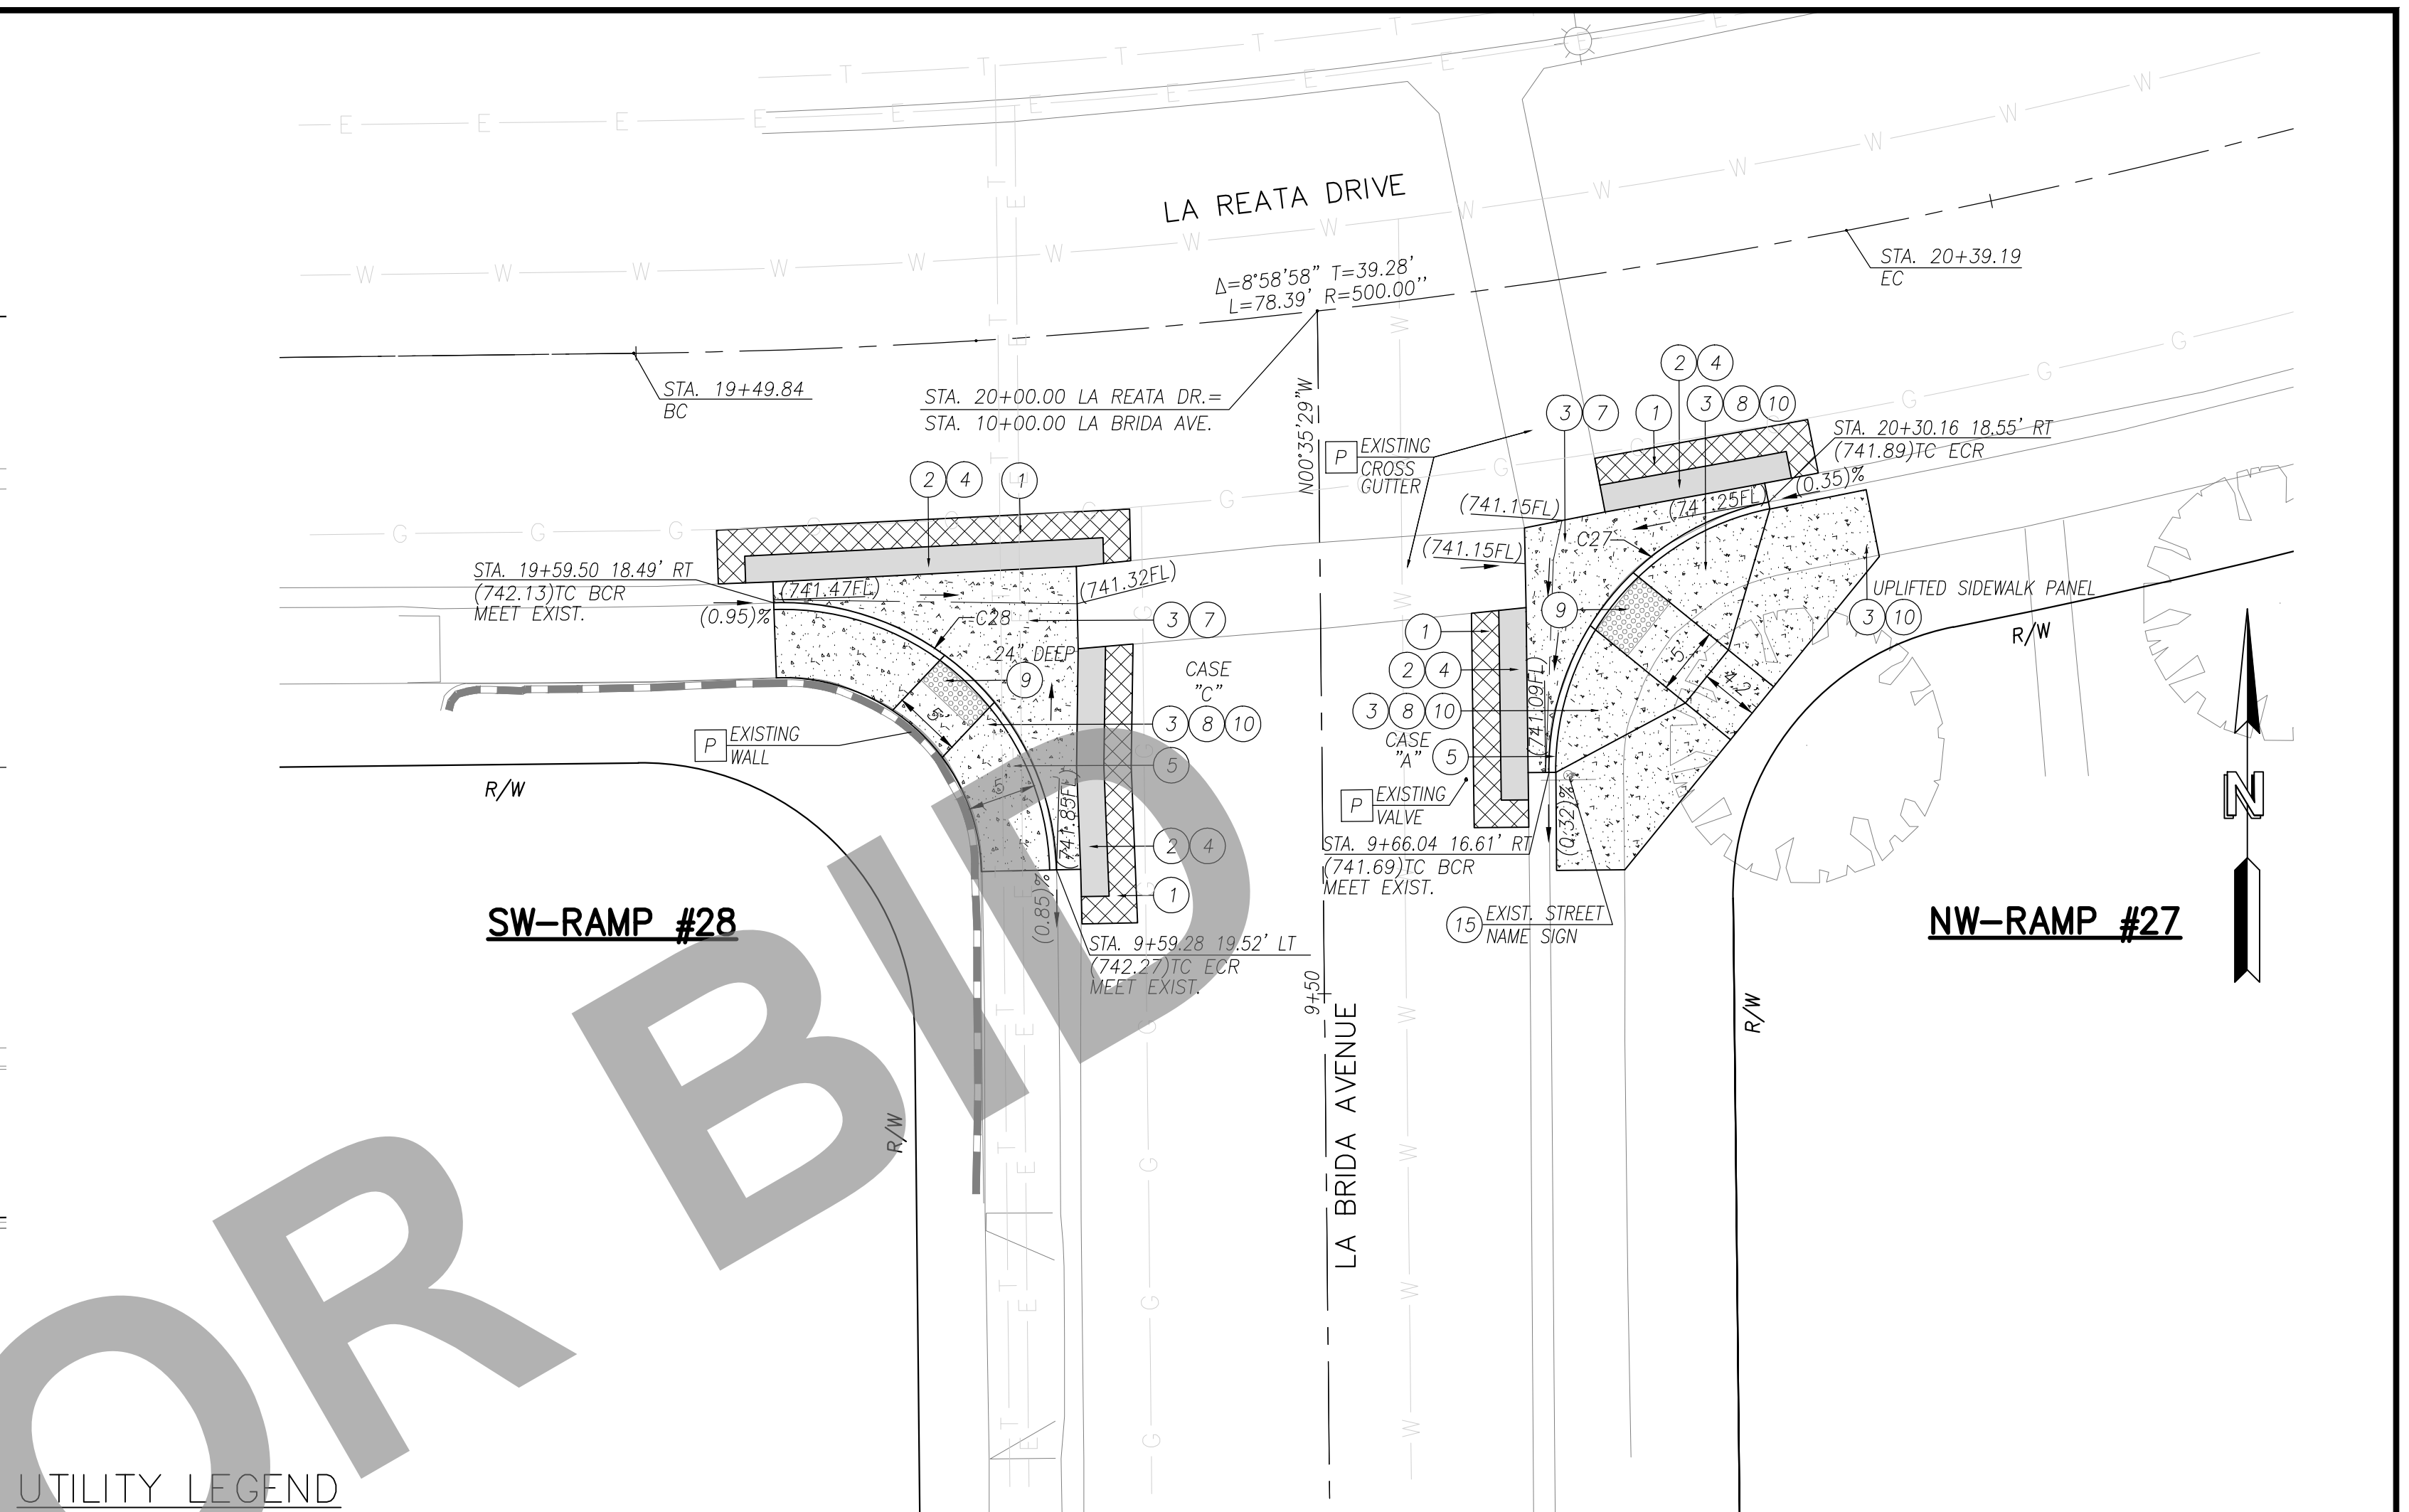 LA REATA DRIVE
Δ=8°58'58" T=39.28'
L=78.39' R=500.00''
STA. 20+39.19
EC
STA. 19+49.84
BC
STA. 20+00.00 LA REATA DR.=
STA. 10+00.00 LA BRIDA AVE.
N00°35'29"W
2 4
1
3 7
1
3 8 10
2 4
P EXISTING
CROSS
GUTTER
STA. 20+30.16 18.55' RT
(741.89)TC ECR
(0.35)%
(741.25FL)
(741.15FL)
(741.15FL)
C27
STA. 19+59.50 18.49' RT
(742.13)TC BCR
MEET EXIST.
(0.95)%
(741.47FL)
(741.32FL)
C28
3 7
24" DEEP
9
CASE
"C"
3 8 10
5
5'
5'
P EXISTING
WALL
(741.85FL)
2 4
1
(0.85)%
STA. 9+59.28 19.52' LT
(742.27)TC ECR
MEET EXIST.
9
UPLIFTED SIDEWALK PANEL
3 10
1
2 4
3 8 10
CASE
"A"
5
5'
4.2'
(741.09FL)
P EXISTING
VALVE
STA. 9+66.04 16.61' RT
(741.69)TC BCR
MEET EXIST.
(0.32)%
15 EXIST. STREET
NAME SIGN
R/W
R/W
R/W
R/W
SW-RAMP #28
NW-RAMP #27
N
9+50
LA BRIDA AVENUE
OR BID
UTILITY LEGEND
E E E E E E E E E E
T T T T T
W W W W W W W W W W W W W W
G G G G G G G G G G